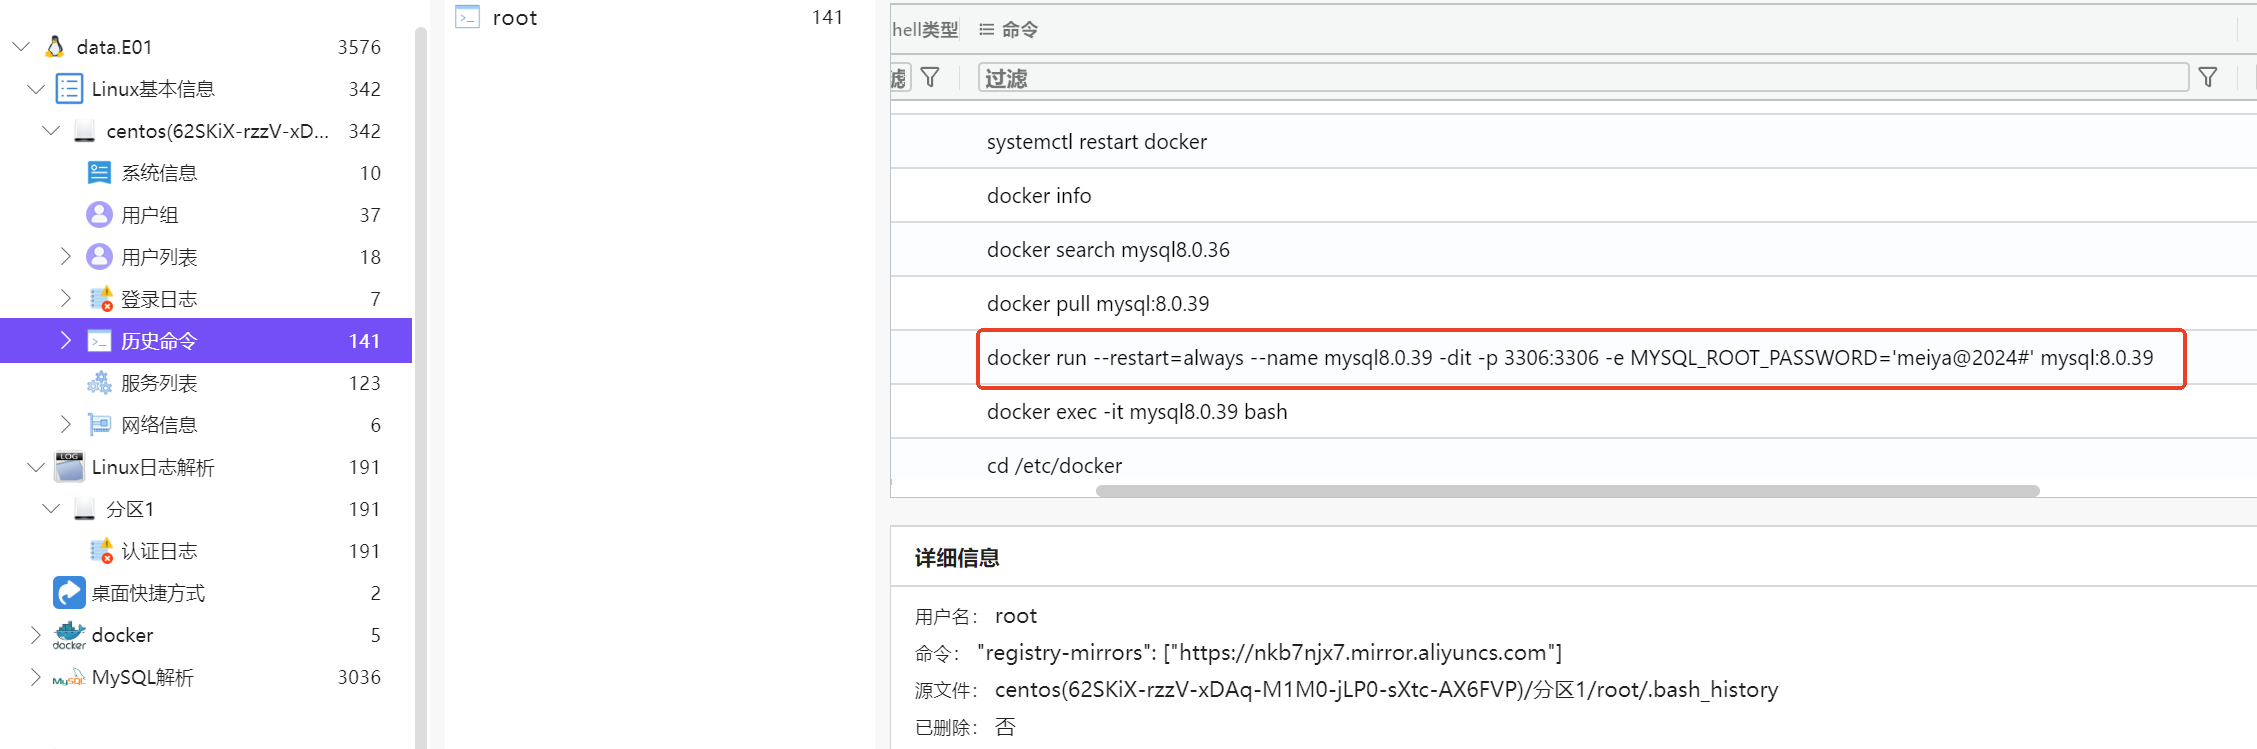 data.E01 3576
Linux基本信息 342
centos(62SKiX-rzzV-xD... 342
系统信息 10
用户组 37
用户列表 18
登录日志 7
历史命令 141
服务列表 123
网络信息 6
LOG Linux日志解析 191
分区1 191
认证日志 191
桌面快捷方式 2
docker docker 5
MySQL MySQL解析 3036
root 141
hell类型 命令
滤 过滤
systemctl restart docker
docker info
docker search mysql8.0.36
docker pull mysql:8.0.39
docker run --restart=always --name mysql8.0.39 -dit -p 3306:3306 -e MYSQL_ROOT_PASSWORD='meiya@2024#' mysql:8.0.39
docker exec -it mysql8.0.39 bash
cd /etc/docker
详细信息
用户名： root
命令： "registry-mirrors": ["https://nkb7njx7.mirror.aliyuncs.com"]
源文件： centos(62SKiX-rzzV-xDAq-M1M0-jLP0-sXtc-AX6FVP)/分区1/root/.bash_history
已删除： 否